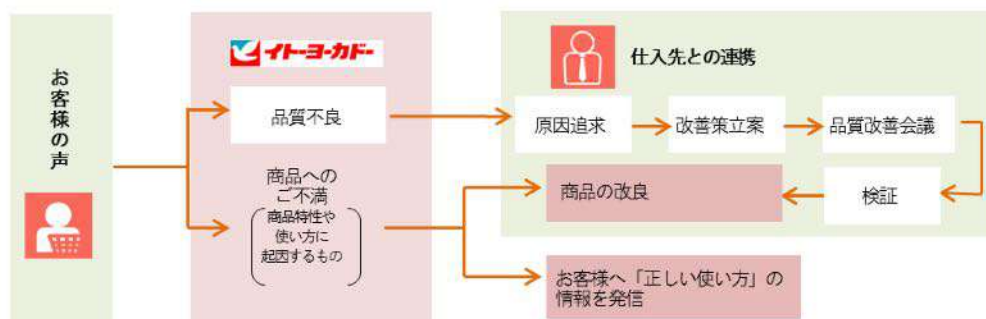 お客様の声
イトーヨーカドー
品質不良
商品への
ご不満
商品特性や
使い方に
起因するもの
仕入先との連携
原因追求
改善策立案
品質改善会議
検証
商品の改良
お客様へ「正しい使い方」の
情報を発信